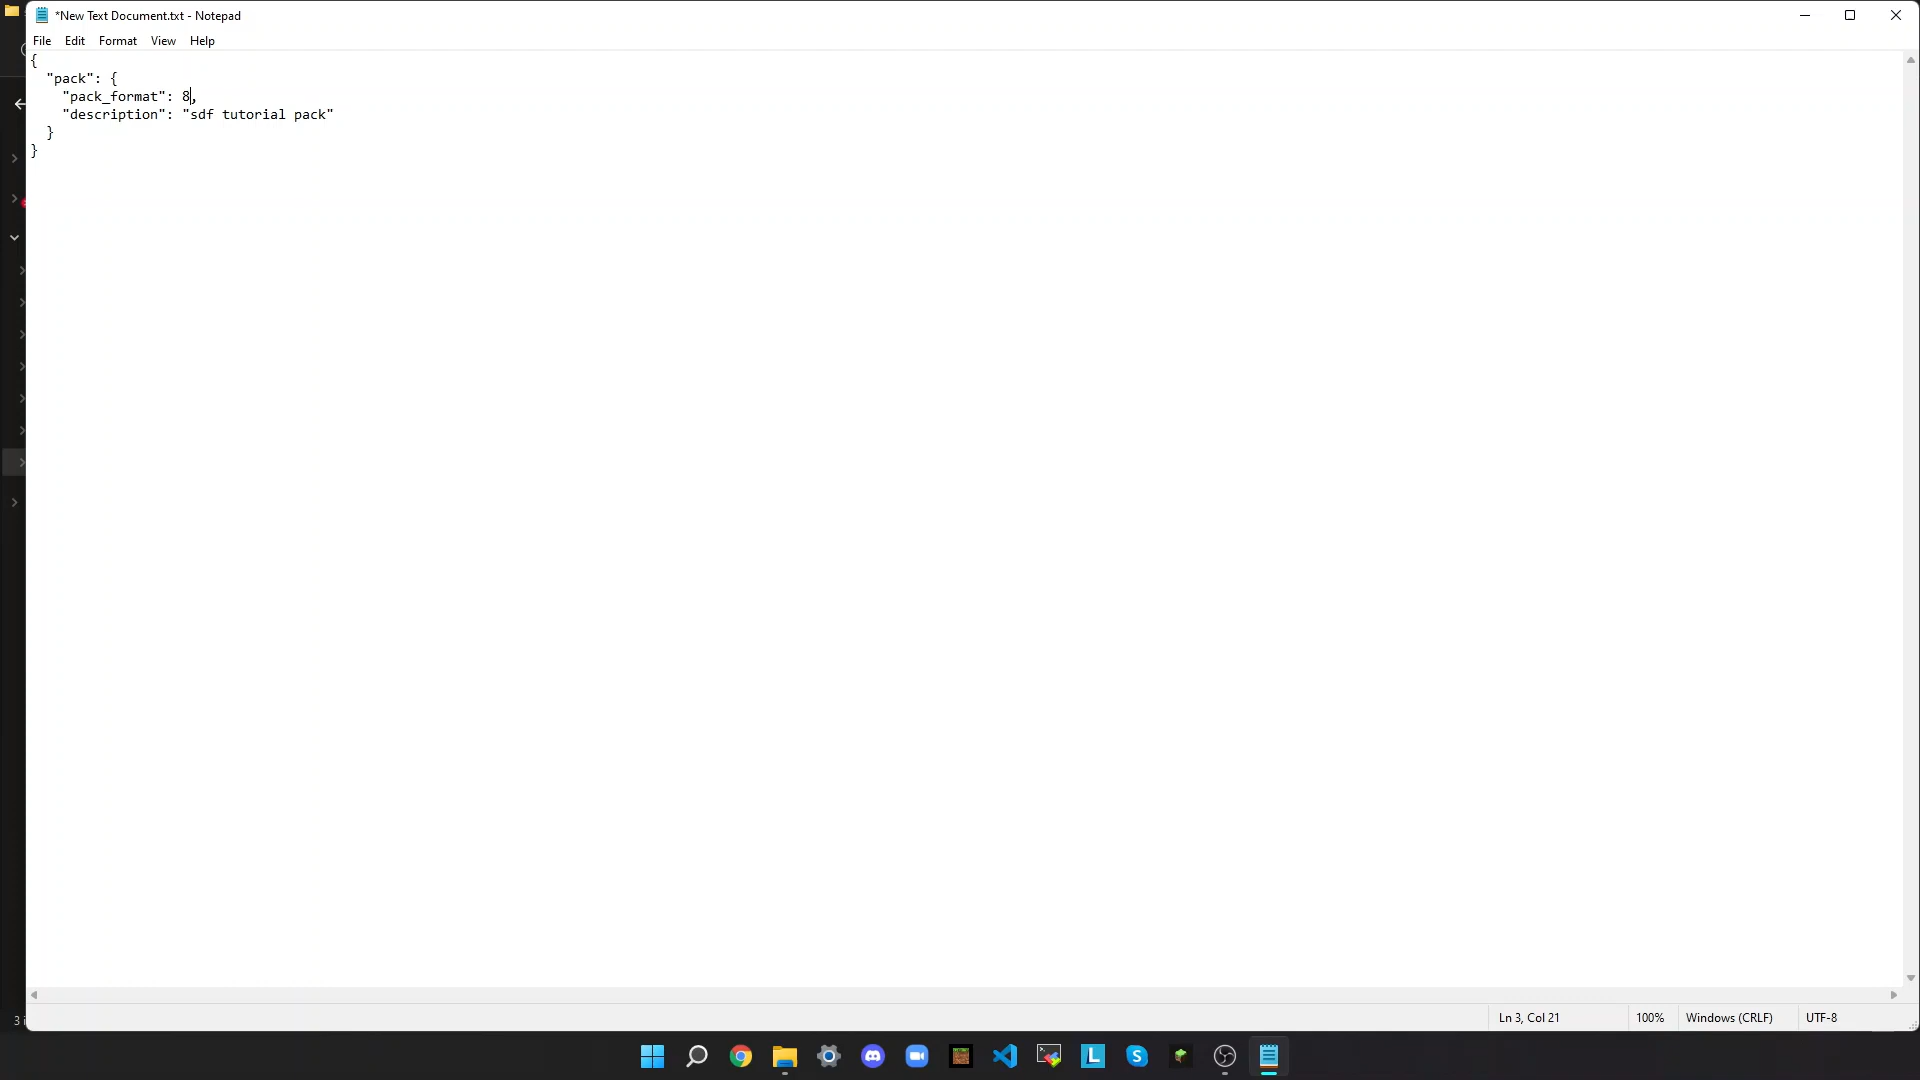 *New Text Document.txt - Notepad
File Edit Format View Help
{
"pack": {
"pack_format": 8,
"description": "sdf tutorial pack"
}
}
3 i
Ln 3, Col 21 100% Windows (CRLF) UTF-8
L
S